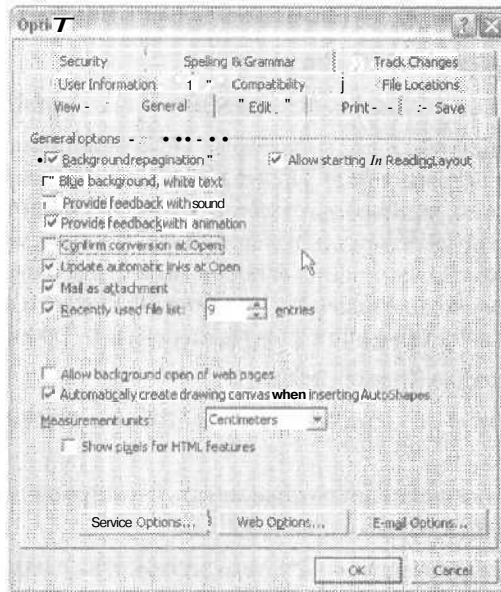 Opti T
Security Spelling & Grammar Track Changes
User Information 1 " Compatibility j File Locations
View - General " Edit . " Print - - :- Save
General options - • • • - • •
• Background repagination " Allow starting In Reading Layout
Blue background, white text
Provide feedback with sound
Provide feedback with animation
Confirm conversion at Open
Update automatic links at Open
Mail as attachment
Recently used file list: 9 entries
Allow background open of web pages
Automatically create drawing canvas when inserting AutoShapes
Measurement units: Centimeters
Show pixels for HTML features
Service Options... Web Options... E-mail Options...
OK Cancel